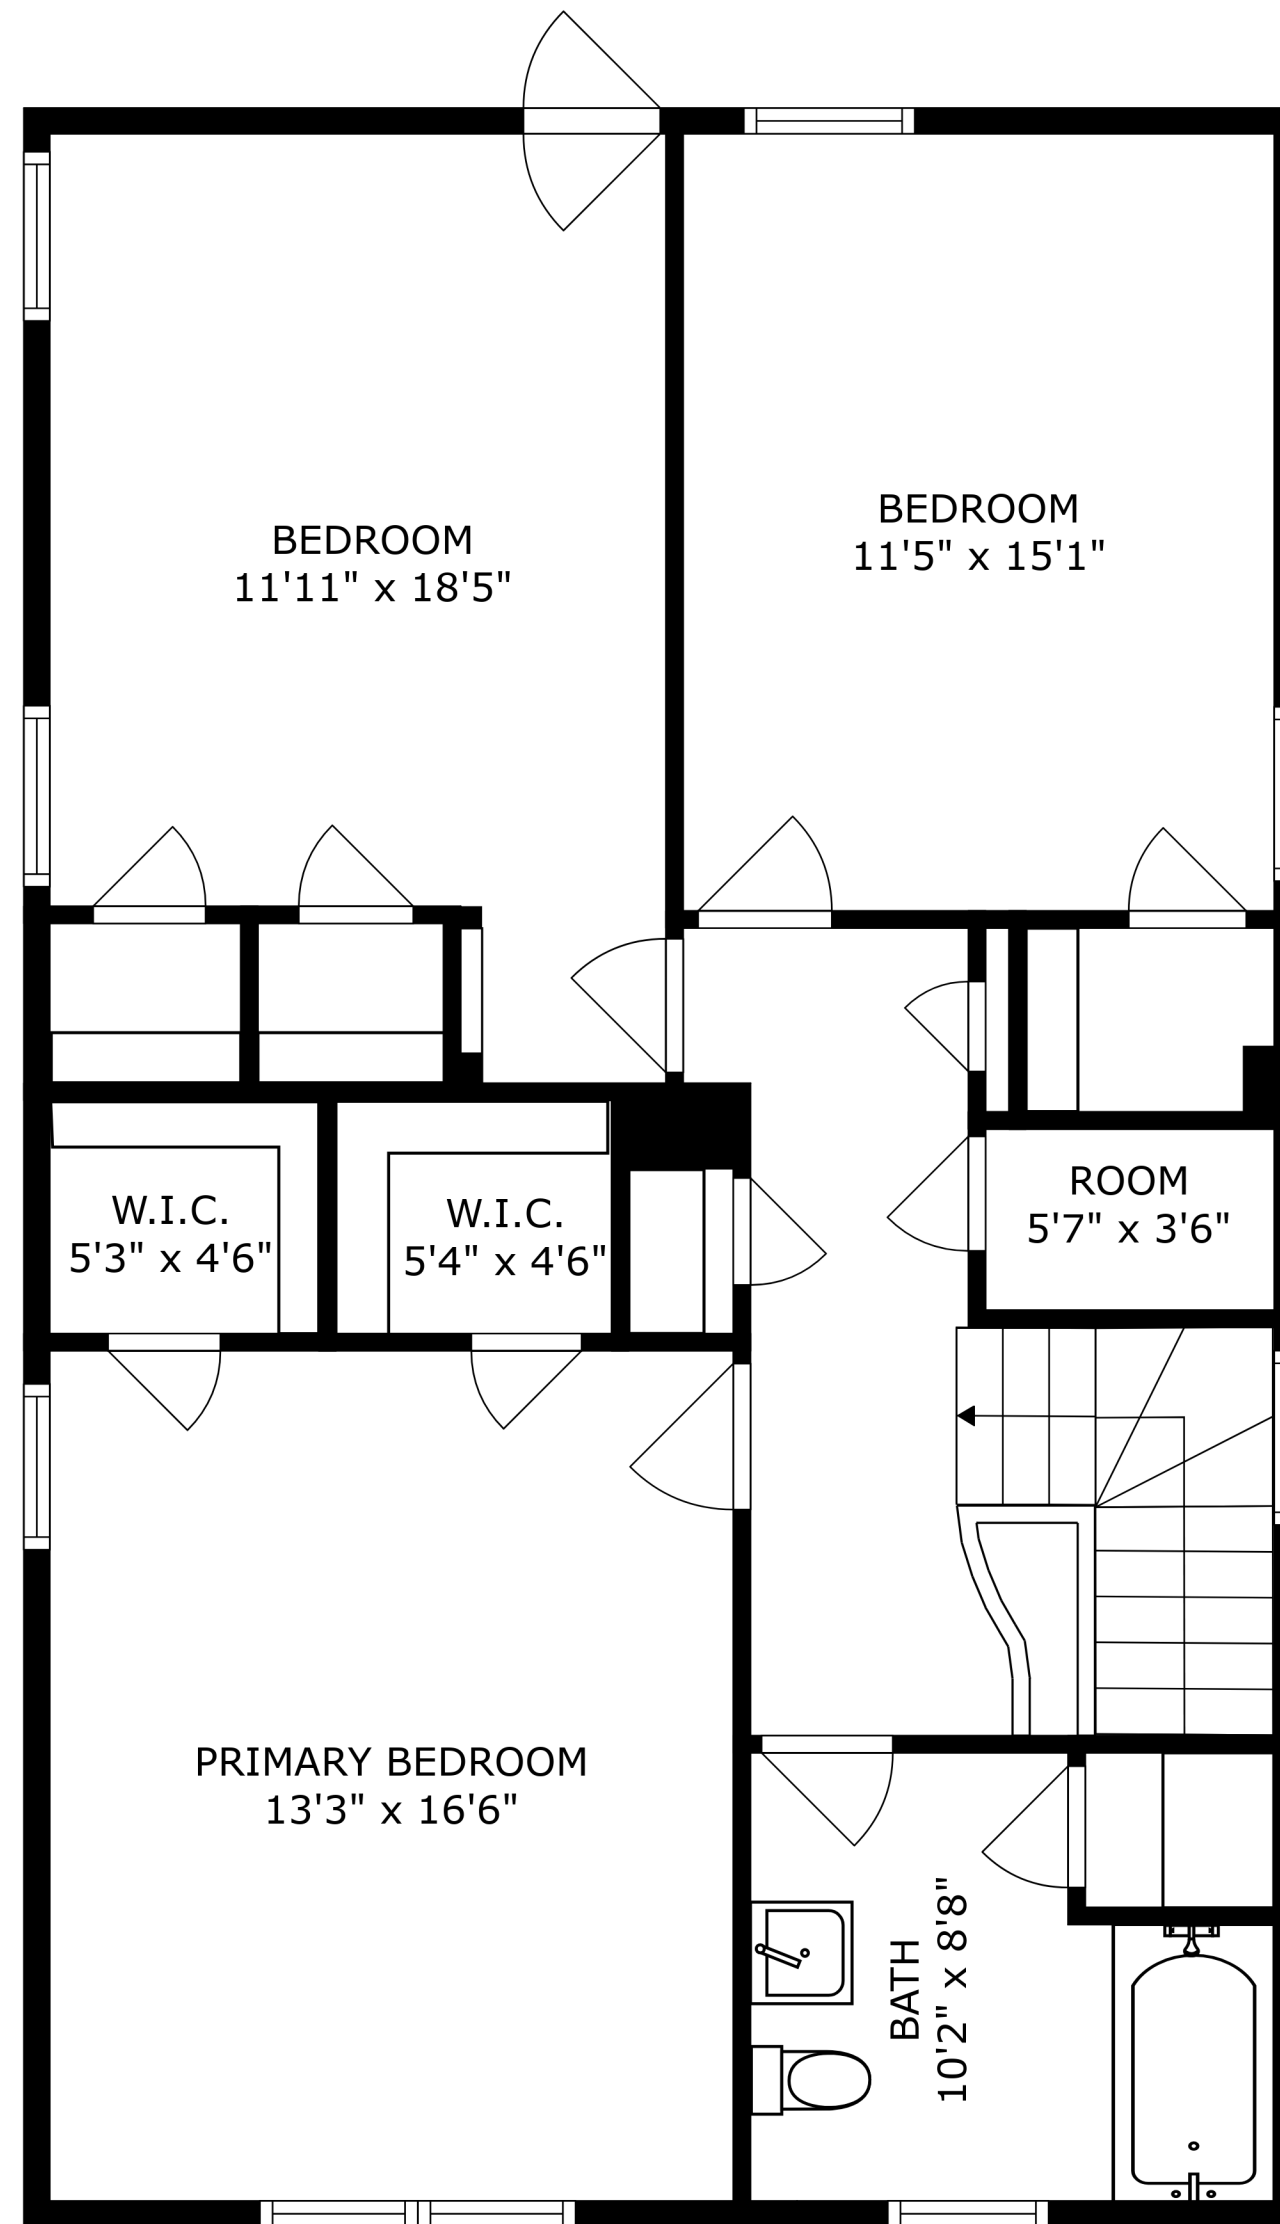 BEDROOM
11'11" x 18'5"
BEDROOM
11'5" x 15'1"
W.I.C.
5'3" x 4'6"
W.I.C.
5'4" x 4'6"
ROOM
5'7" x 3'6"
PRIMARY BEDROOM
13'3" x 16'6"
BATH
10'2" x 8'8"